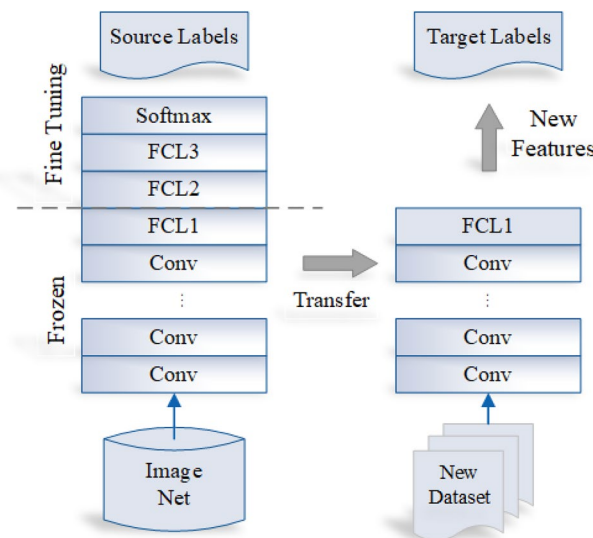 Source Labels
Fine Tuning
Softmax
FCL3
FCL2
Frozen
FCL1
Conv
⋮
Conv
Conv
Image
Net
Transfer
Target Labels
New
Features
FCL1
Conv
⋮
Conv
Conv
New
Dataset